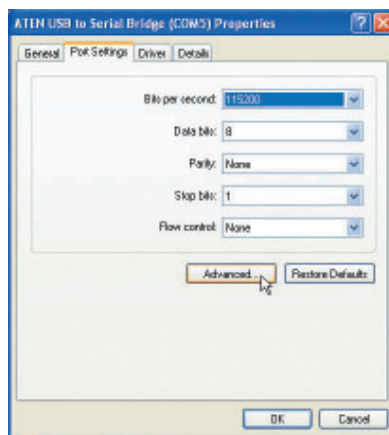 ATEN USB to Serial Bridge (COM5) Properties
General Port Settings Driver Details
Bits per second: 115200
Data bits: 8
Parity: None
Stop bits: 1
Flow control: None
Advanced... Restore Defaults
OK Cancel